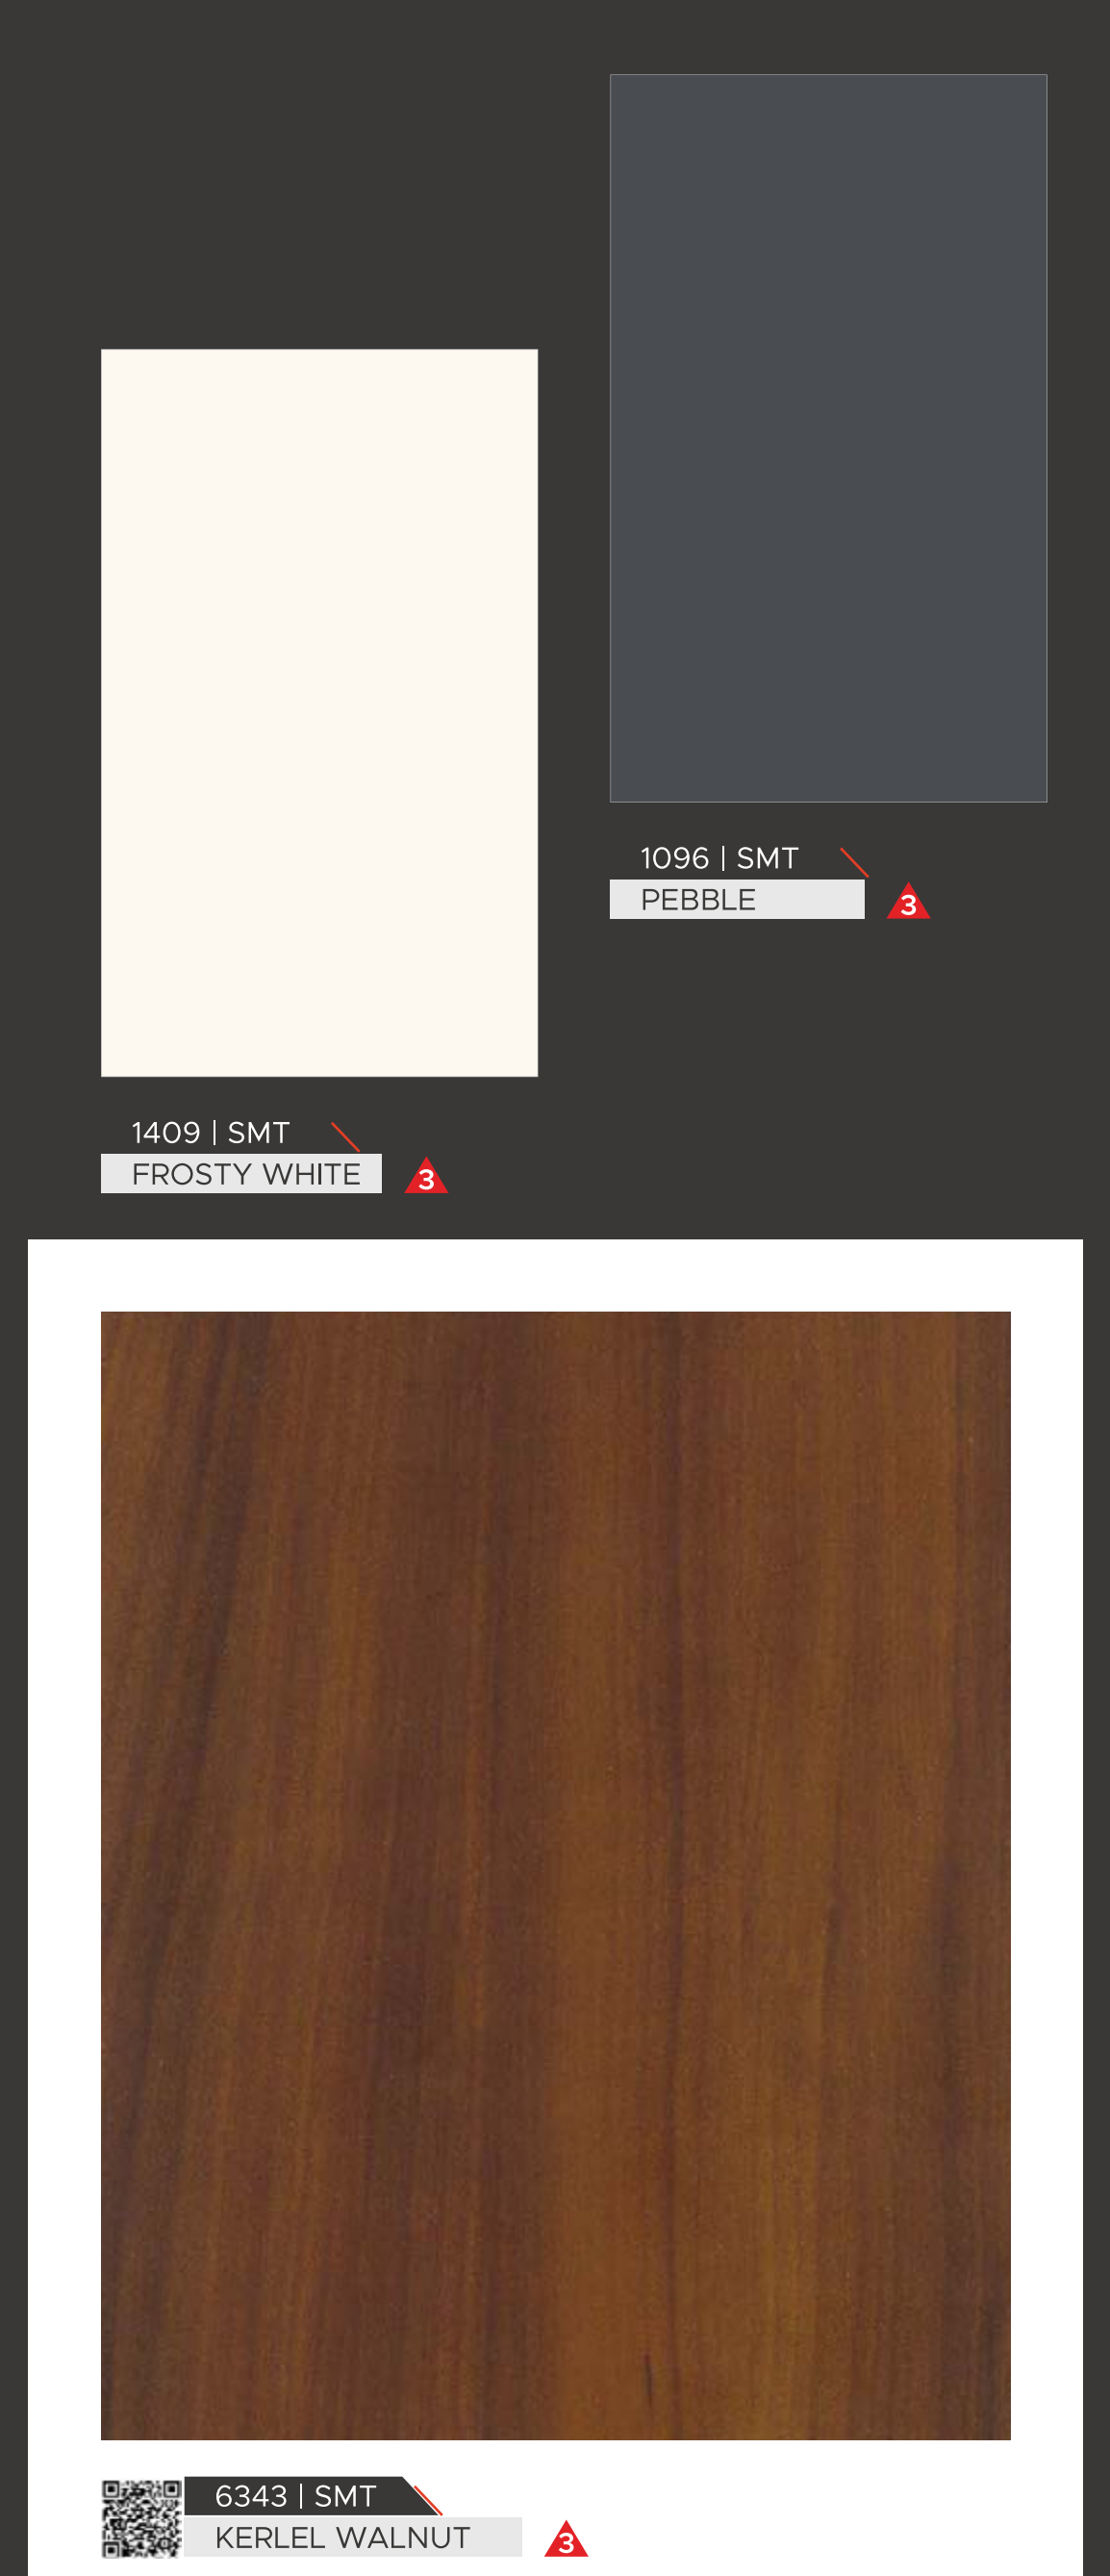 1096 | SMT
PEBBLE
3
1409 | SMT
FROSTY WHITE
3
6343 | SMT
KERLEL WALNUT
3